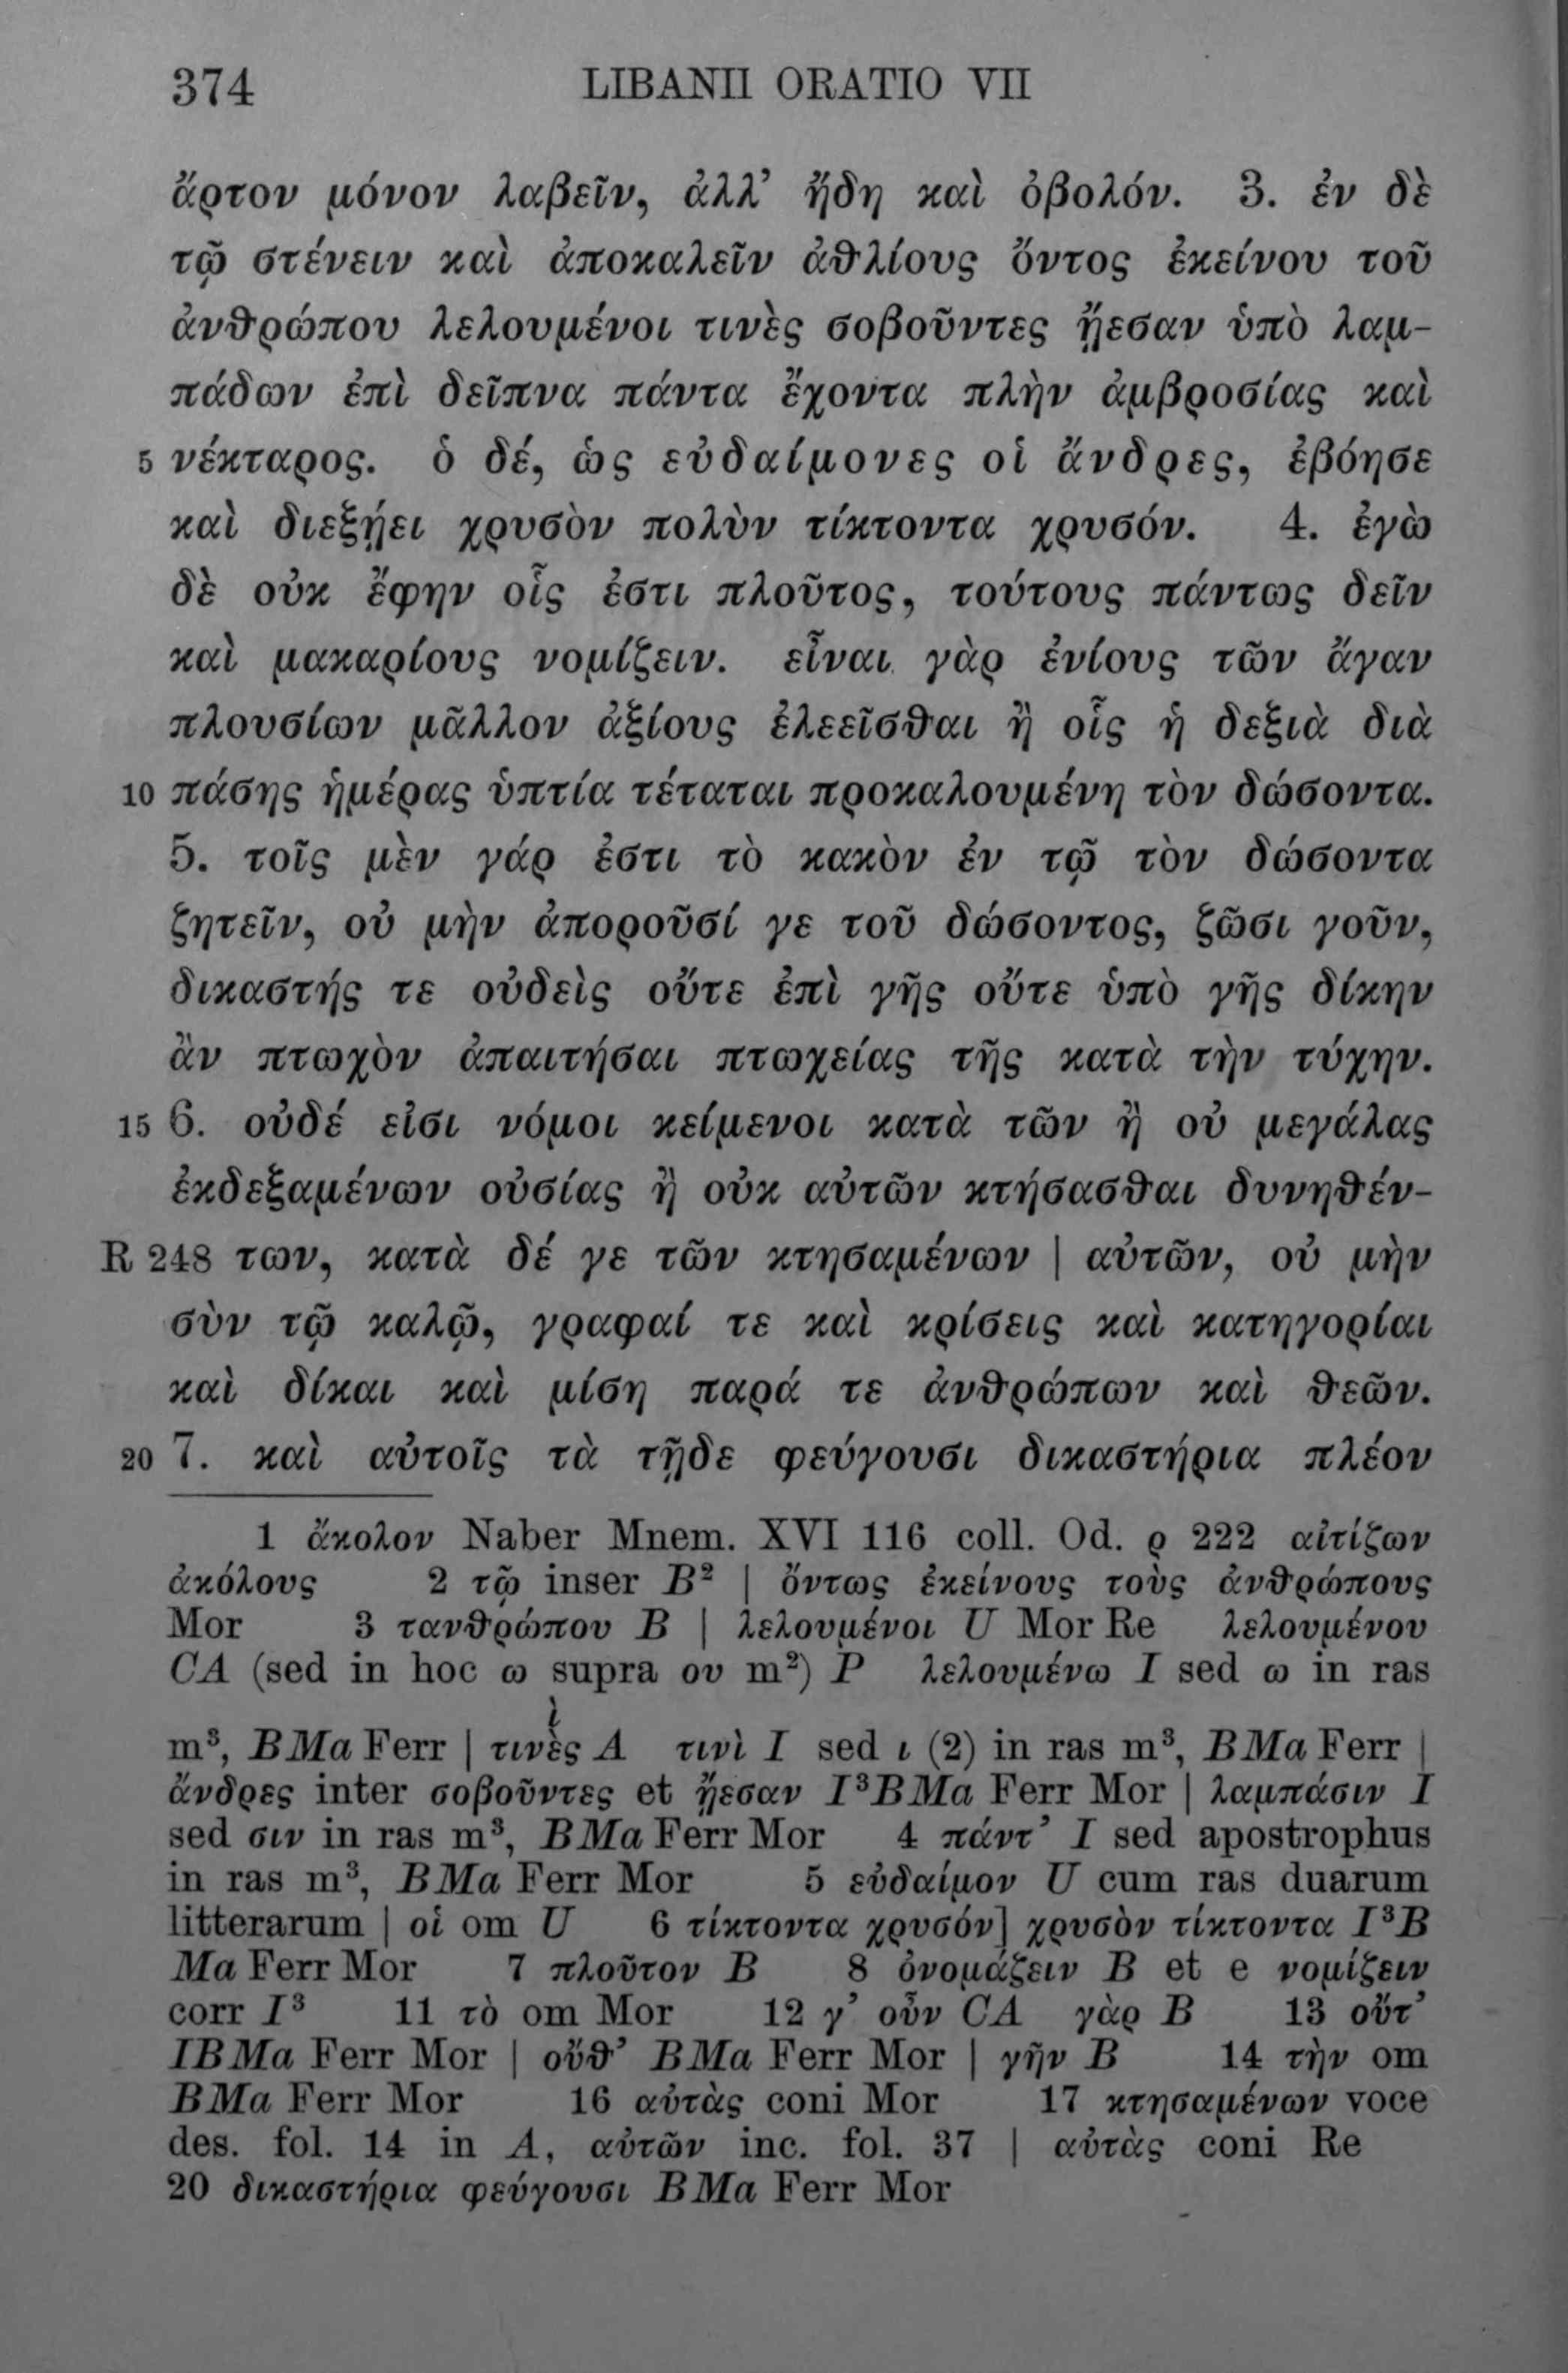 374 LIBANII ORATIO VII
ἄρτον μόνον λαβεῖν, ἀλλ’ ἤδη καὶ ὀβολόν. 3. ἐν δὲ
τῷ στένειν καὶ ἀποκαλεῖν ἀθλίους ὄντος ἐκείνου τοῦ
ἀνθρώπου λελουμένοι τινὲς σοβοῦντες ᾔεσαν ὑπὸ λαμ-
πάδων ἐπὶ δεῖπνα πάντα ἔχοντα πλὴν ἀμβροσίας καὶ
5 νέκταρος. ὁ δέ, ὡς εὐδαίμονες οἱ ἄνδρες, ἐβόησε
καὶ διεξῄει χρυσὸν πολὺν τίκτοντα χρυσόν. 4. ἐγὼ
δὲ οὐκ ἔφην οἷς ἐστι πλοῦτος, τούτους πάντως δεῖν
καὶ μακαρίους νομίζειν. εἶναι γὰρ ἐνίους τῶν ἄγαν
πλουσίων μᾶλλον ἀξίους ἐλεεῖσθαι ἢ οἷς ἡ δεξιὰ διὰ
10 πάσης ἡμέρας ὑπτία τέταται προκαλουμένη τὸν δώσοντα.
5. τοῖς μὲν γάρ ἐστι τὸ κακὸν ἐν τῷ τὸν δώσοντα
ζητεῖν, οὐ μὴν ἀποροῦσί γε τοῦ δώσοντος, ζῶσι γοῦν,
δικαστής τε οὐδεὶς οὔτε ἐπὶ γῆς οὔτε ὑπὸ γῆς δίκην
ἂν πτωχὸν ἀπαιτήσαι πτωχείας τῆς κατὰ τὴν τύχην.
15 6. οὐδέ εἰσι νόμοι κείμενοι κατὰ τῶν ἢ οὐ μεγάλας
ἐκδεξαμένων οὐσίας ἢ οὐκ αὐτῶν κτήσασθαι δυνηθέν-
R 248 των, κατὰ δέ γε τῶν κτησαμένων | αὐτῶν, οὐ μὴν
σὺν τῷ καλῷ, γραφαί τε καὶ κρίσεις καὶ κατηγορίαι
καὶ δίκαι καὶ μίση παρά τε ἀνθρώπων καὶ θεῶν.
20 7. καὶ αὐτοῖς τὰ τῇδε φεύγουσι δικαστήρια πλέον
1 ἄκολον Naber Mnem. XVI 116 coll. Od. ρ 222 αἰτίζων
ἀκόλους 2 τῷ inser B² | ὄντως ἐκείνους τοὺς ἀνθρώπους
Mor 3 τανθρώπου B | λελουμένοι U Mor Re λελουμένου
CA (sed in hoc ω supra ου m²) P λελουμένω I sed ω in ras
m³, BMa Ferr | τινὲς A τινὶ I sed ι (2) in ras m³, BMa Ferr |
ἄνδρες inter σοβοῦντες et ᾔεσαν I³BMa Ferr Mor | λαμπάσιν I
sed σιν in ras m³, BMa Ferr Mor 4 πάντ’ I sed apostrophus
in ras m³, BMa Ferr Mor 5 εὐδαίμον U cum ras duarum
litterarum | οἱ om U 6 τίκτοντα χρυσόν] χρυσὸν τίκτοντα I³B
Ma Ferr Mor 7 πλοῦτον B 8 ὀνομάζειν B et e νομίζειν
corr I³ 11 τὸ om Mor 12 γ’ οὖν CA γὰρ B 13 οὔτ’
IBMa Ferr Mor | οὔθ’ BMa Ferr Mor | γῆν B 14 τὴν om
BMa Ferr Mor 16 αὐτὰς coni Mor 17 κτησαμένων voce
des. fol. 14 in A, αὐτῶν inc. fol. 37 | αὐτὰς coni Re
20 δικαστήρια φεύγουσι BMa Ferr Mor